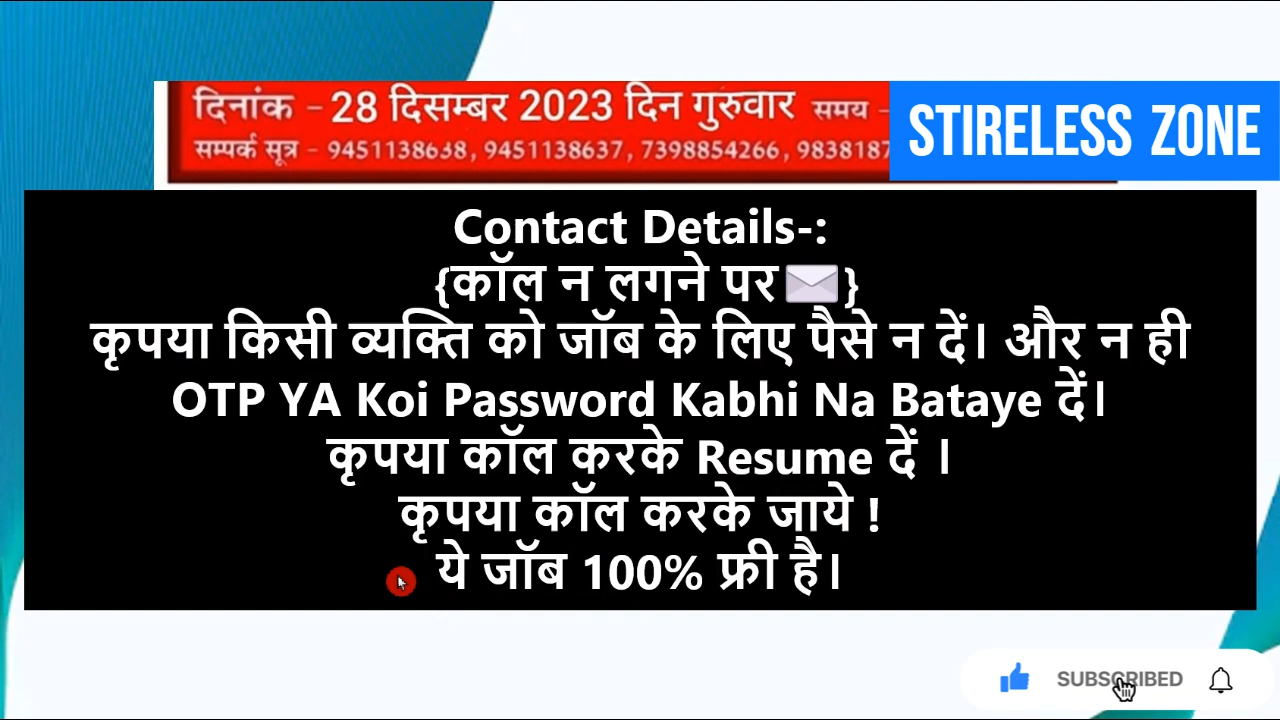 दिनांक – 28 दिसम्बर 2023 दिन गुरुवार समय –
सम्पर्क सूत्र – 9451138638, 9451138637, 7398854266, 9838187
STIRELESS ZONE
Contact Details-:
{कॉल न लगने पर✉️}
कृपया किसी व्यक्ति को जॉब के लिए पैसे न दें। और न ही
OTP YA Koi Password Kabhi Na Bataye दें।
कृपया कॉल करके Resume दें ।
कृपया कॉल करके जाये !
ये जॉब 100% फ्री है।
SUBSCRIBED